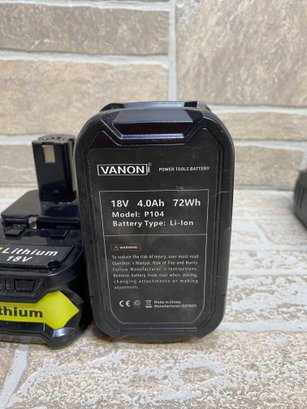 VANON
POWER TOOLS BATTERY
18V 4.0Ah 72Wh
Model: P104
Battery Type: Li-Ion
WARNING
To reduce the risk of injury, user must read
Operator's Manual. Risk of Fire and Burns.
Follow Manufacturer's instructions.
Remove battery from tool when storing,
changing attachments or making
adjustments.
CE
Made in China
Lithium
18V
thium